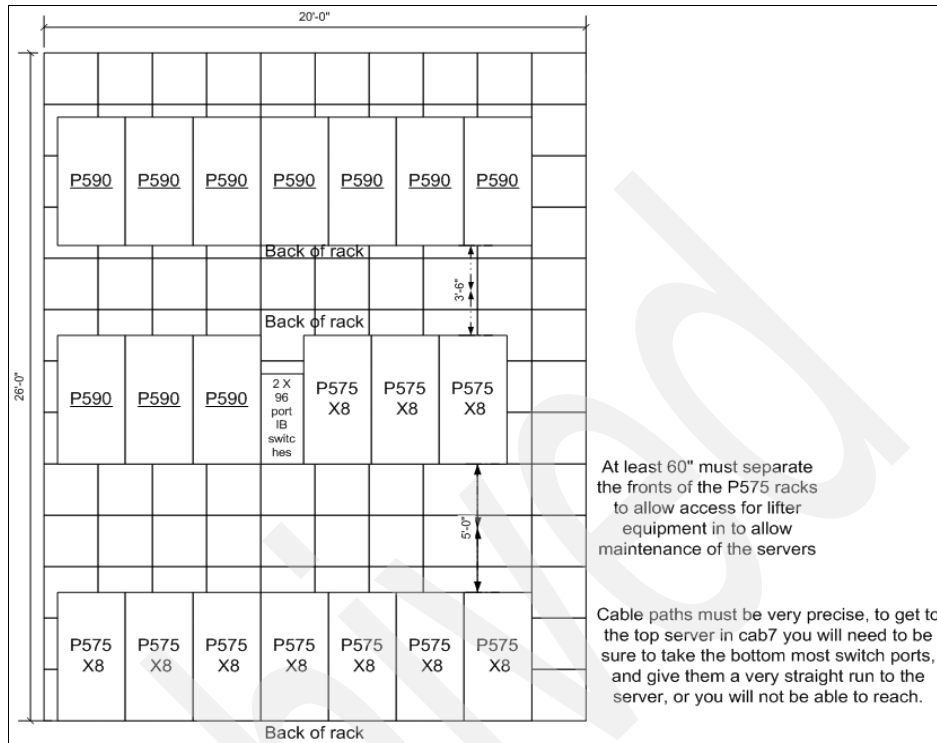 20'-0"
26'-0"
P590 P590 P590 P590 P590 P590 P590
Back of rack
3'-6"
Back of rack
P590 P590 P590
2 X
96
port
IB
switc
hes
P575
X8
P575
X8
P575
X8
5'-0"
At least 60" must separate
the fronts of the P575 racks
to allow access for lifter
equipment in to allow
maintenance of the servers
P575
X8
P575
X8
P575
X8
P575
X8
P575
X8
P575
X8
P575
X8
Cable paths must be very precise, to get to
the top server in cab7 you will need to be
sure to take the bottom most switch ports,
and give them a very straight run to the
server, or you will not be able to reach.
Back of rack
hived